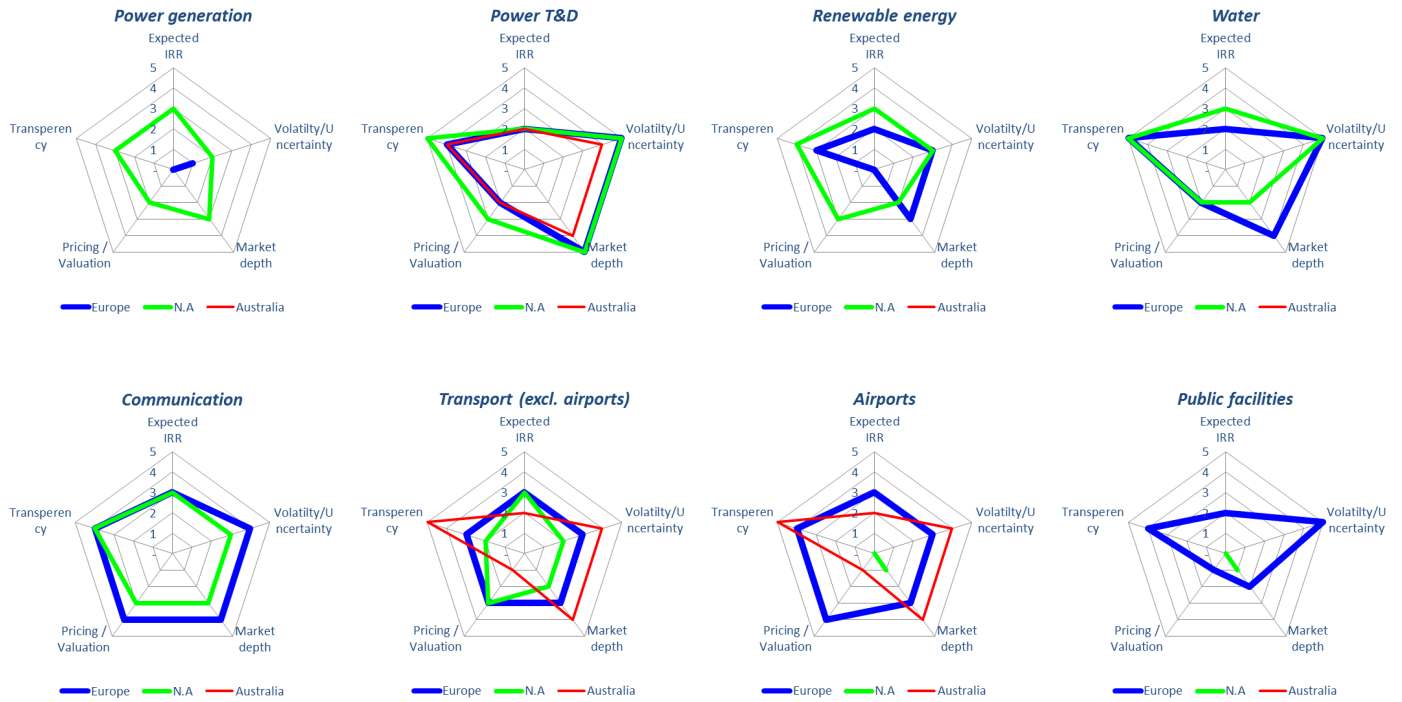 Power generation
Expected
IRR
5
4
3
2
1
-
Transperen
cy
Volatilty/U
ncertainty
Pricing /
Valuation
Market
depth
Europe N.A Australia
Power T&D
Expected
IRR
5
4
3
2
1
-
Transperen
cy
Volatilty/U
ncertainty
Pricing /
Valuation
Market
depth
Europe N.A Australia
Renewable energy
Expected
IRR
5
4
3
2
1
-
Transperen
cy
Volatilty/U
ncertainty
Pricing /
Valuation
Market
depth
Europe N.A Australia
Water
Expected
IRR
5
4
3
2
1
-
Transperen
cy
Volatilty/U
ncertainty
Pricing /
Valuation
Market
depth
Europe N.A Australia
Communication
Expected
IRR
5
4
3
2
1
-
Transperen
cy
Volatilty/U
ncertainty
Pricing /
Valuation
Market
depth
Europe N.A Australia
Transport (excl. airports)
Expected
IRR
5
4
3
2
1
-
Transperen
cy
Volatilty/U
ncertainty
Pricing /
Valuation
Market
depth
Europe N.A Australia
Airports
Expected
IRR
5
4
3
2
1
-
Transperen
cy
Volatilty/U
ncertainty
Pricing /
Valuation
Market
depth
Europe N.A Australia
Public facilities
Expected
IRR
5
4
3
2
1
-
Transperen
cy
Volatilty/U
ncertainty
Pricing /
Valuation
Market
depth
Europe N.A Australia